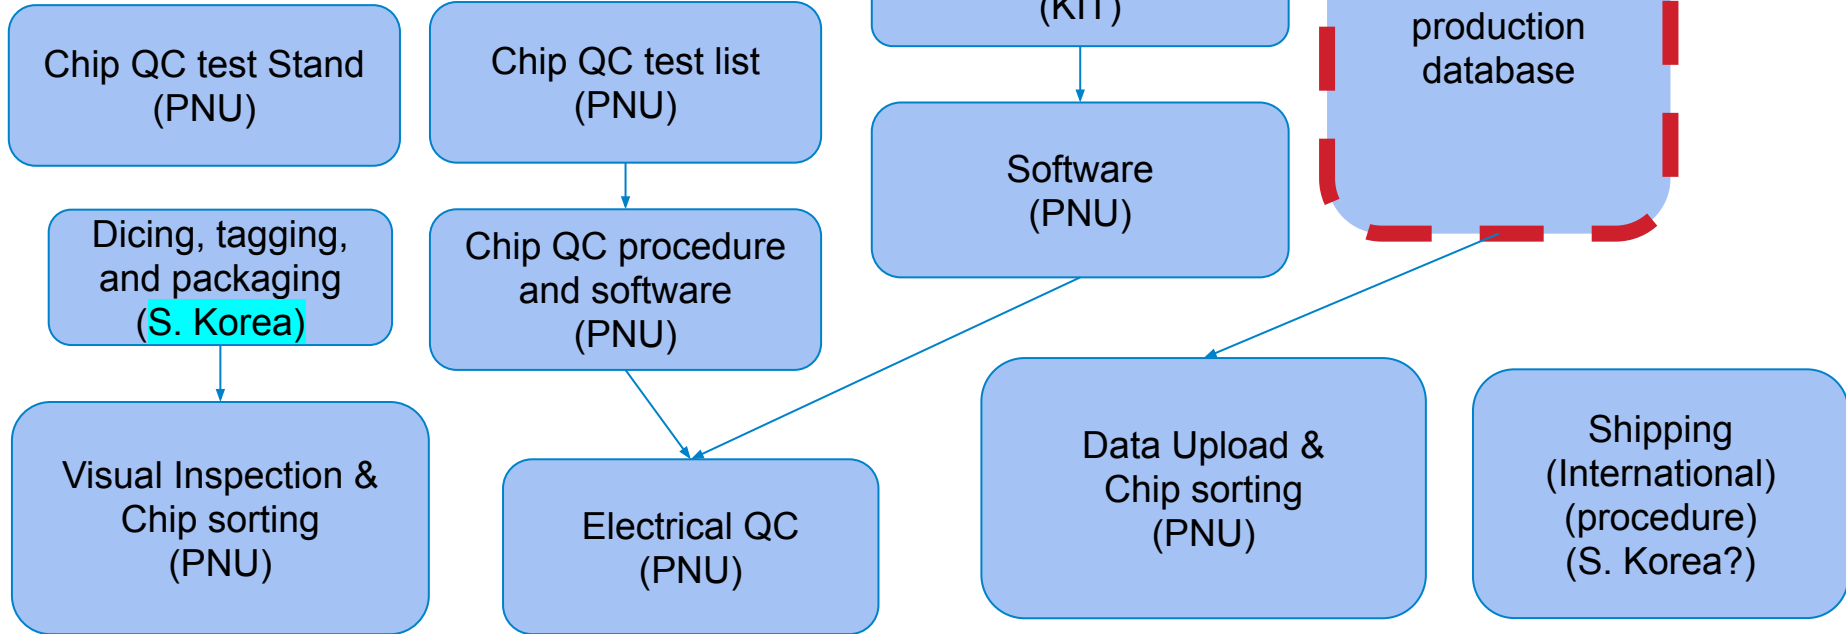 Chip QC test Stand
(PNU)
Chip QC test list
(PNU)
(KIT)
production
database
Software
(PNU)
Dicing, tagging,
and packaging
(S. Korea)
Chip QC procedure
and software
(PNU)
Visual Inspection &
Chip sorting
(PNU)
Electrical QC
(PNU)
Data Upload &
Chip sorting
(PNU)
Shipping
(International)
(procedure)
(S. Korea?)